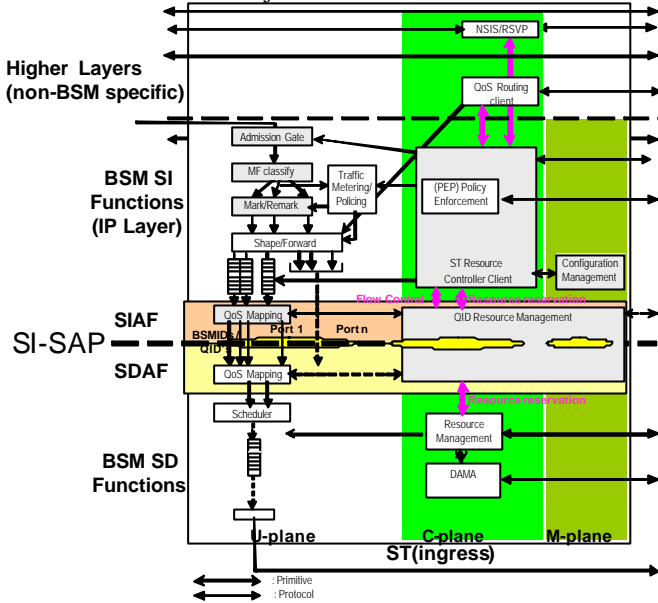 NSIS/RSVP
Higher Layers
(non-BSM specific)
QoS Routing
client
Admission Gate
MF classify
Traffic
Metering/
Policing
Mark/Remark
(PEP) Policy
Enforcement
BSM SI
Functions
(IP Layer)
Shape/Forward
ST Resource
Controller Client
Configuration
Management
Flow Control
Resource reservation
SIAF
QoS Mapping
QID Resource Management
SI-SAP
BSMIDs/
QID
Port 1
Port n
SDAF
QoS Mapping
Resource reservation
Scheduler
Resource
Management
BSM SD
Functions
DAMA
U-plane
C-plane
M-plane
ST(ingress)
: Primitive
: Protocol